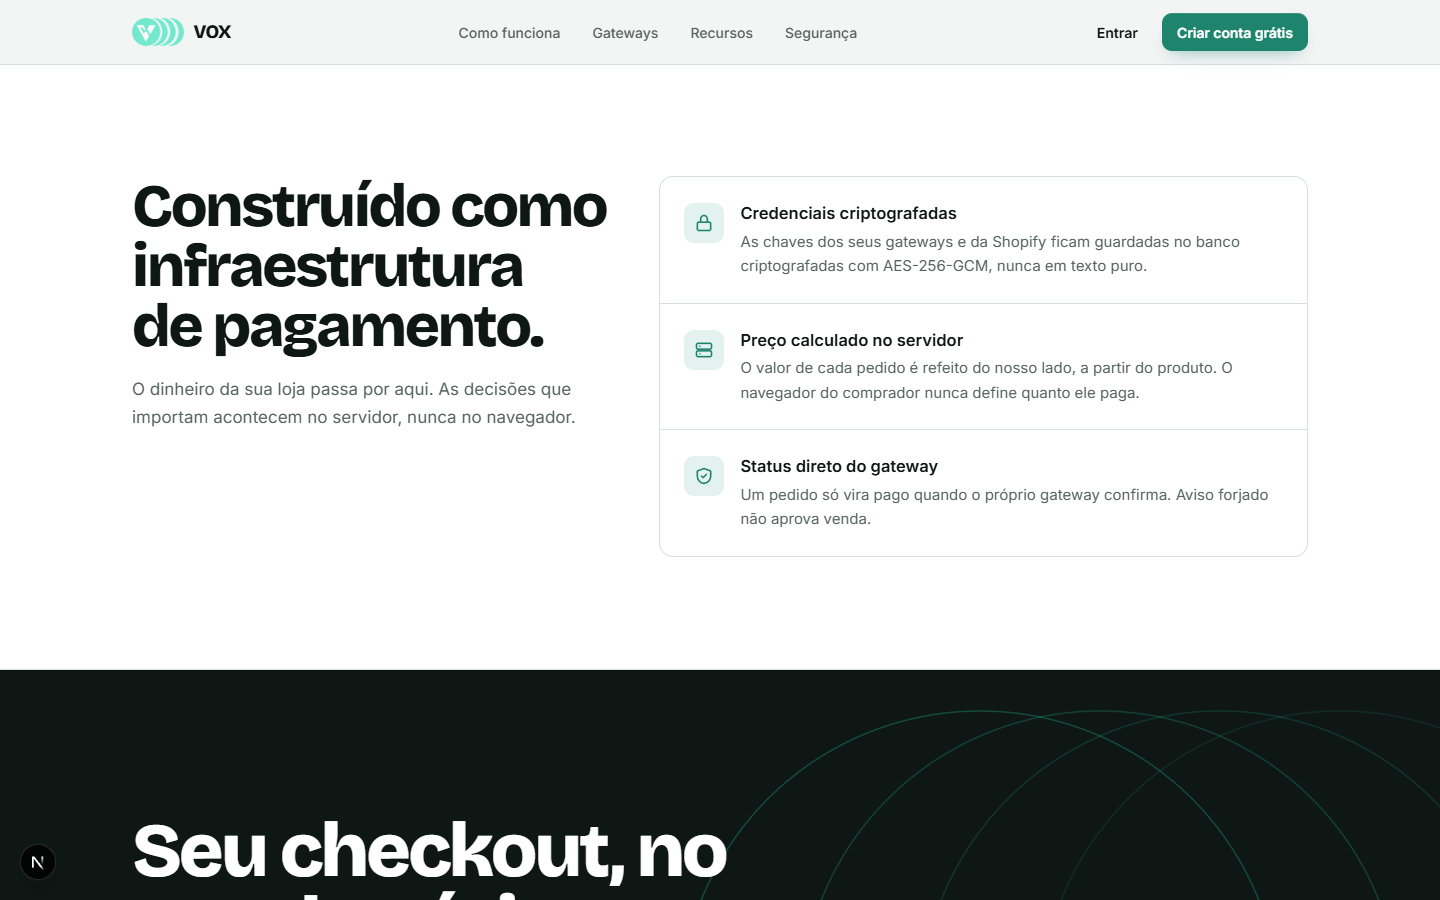 VOX
Como funciona
Gateways
Recursos
Segurança
Entrar
Criar conta grátis
Construído como
infraestrutura
de pagamento.
O dinheiro da sua loja passa por aqui. As decisões que
importam acontecem no servidor, nunca no navegador.
Credenciais criptografadas
As chaves dos seus gateways e da Shopify ficam guardadas no banco
criptografadas com AES-256-GCM, nunca em texto puro.
Preço calculado no servidor
O valor de cada pedido é refeito do nosso lado, a partir do produto. O
navegador do comprador nunca define quanto ele paga.
Status direto do gateway
Um pedido só vira pago quando o próprio gateway confirma. Aviso forjado
não aprova venda.
Seu checkout, no
N